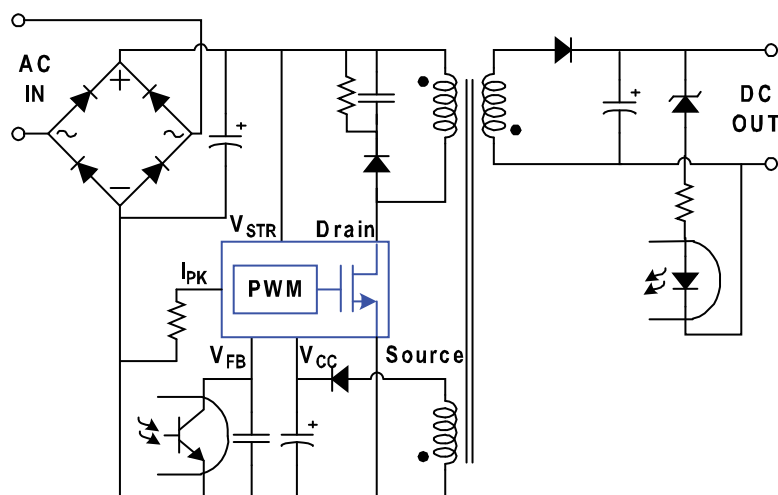 AC
IN
+
~
~
−
+
+
DC
OUT
VSTR
Drain
IPK
PWM
VFB
VCC
Source
+